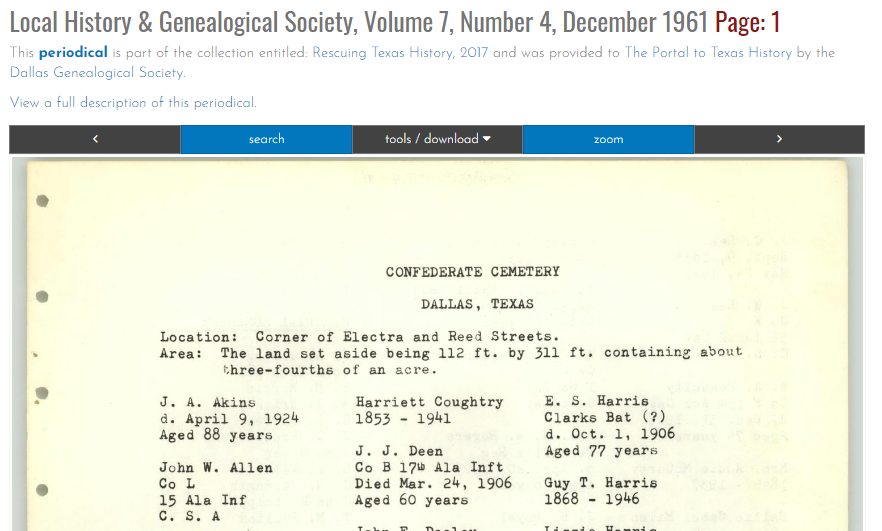 Local History & Genealogical Society, Volume 7, Number 4, December 1961 Page: 1
This periodical is part of the collection entitled: Rescuing Texas History, 2017 and was provided to The Portal to Texas History by the
Dallas Genealogical Society.
View a full description of this periodical.
search tools / download zoom
CONFEDERATE CEMETERY
DALLAS, TEXAS
Location: Corner of Electra and Reed Streets.
Area: The land set aside being 112 ft. by 311 ft. containing about
three-fourths of an acre.
J. A. Akins
d. April 9, 1924
Aged 88 years
John W. Allen
Co L
15 Ala Inf
C. S. A
Harriett Coughtry
1853 - 1941
J. J. Deen
Co B 17th Ala Inft
Died Mar. 24, 1906
Aged 60 years
E. S. Harris
Clarks Bat (?)
d. Oct. 1, 1906
Aged 77 years
Guy T. Harris
1868 - 1946